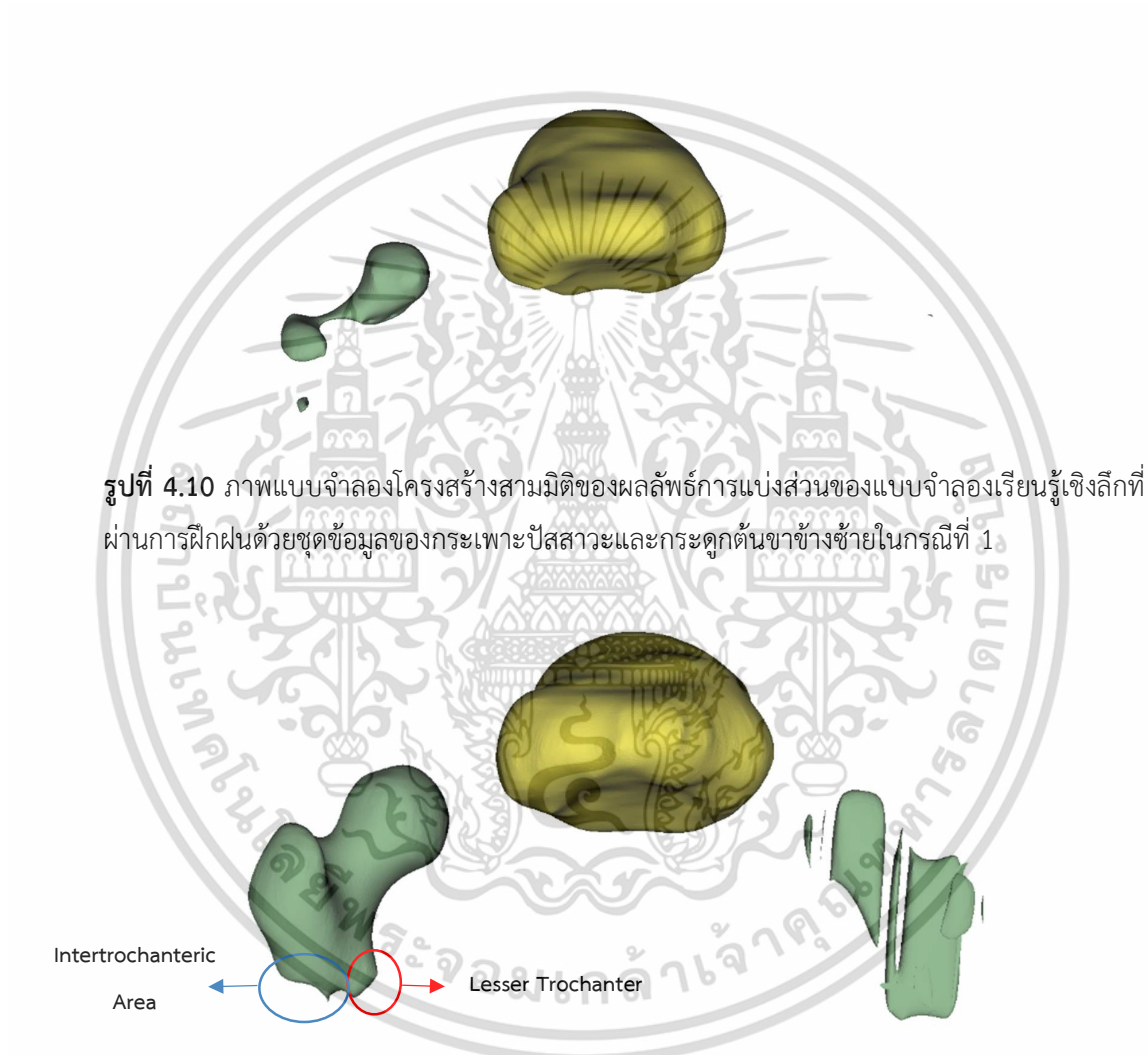 รูปที่ 4.10 ภาพแบบจำลองโครงสร้างสามมิติของผลลัพธ์การแบ่งส่วนของแบบจำลองเรียนรู้เชิงลึกที่
ผ่านการฝึกฝนด้วยชุดข้อมูลของกระเพาะปัสสาวะและกระดูกต้นขาข้างซ้ายในกรณีที่ 1
Intertrochanteric
Area
Lesser Trochanter